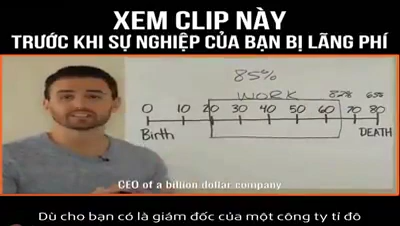 XEM CLIP NÀY
TRƯỚC KHI SỰ NGHIỆP CỦA BẠN BỊ LÃNG PHÍ
85%
WORK 82% 65%
0 10 20 30 40 50 60 70 80
Birth DEATH
CEO of a billion dollar company
Dù cho bạn có là giám đốc của một công ty tỉ đô